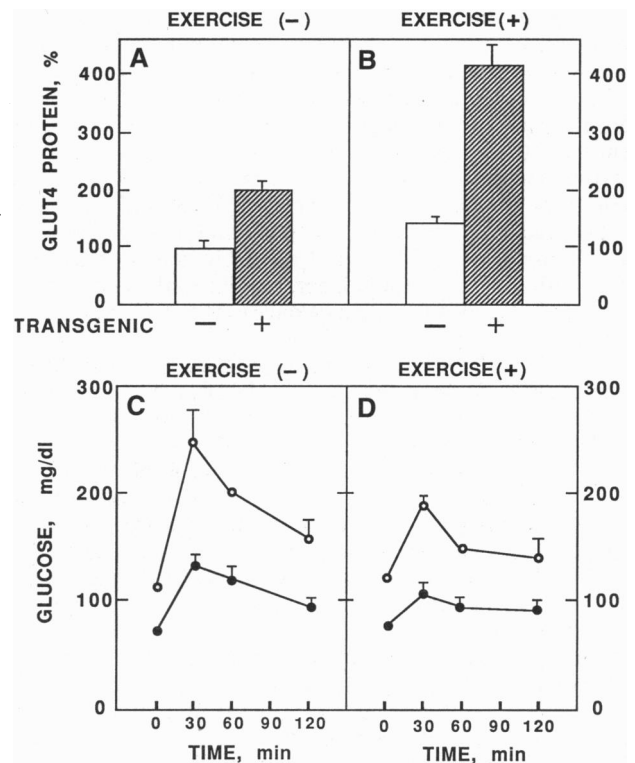 EXERCISE (−) EXERCISE(+)
A B
GLUT4 PROTEIN, %
400 400
300 300
200 200
100 100
0 0
TRANSGENIC − + − +
EXERCISE (−) EXERCISE(+)
C D
GLUCOSE, mg/dl
300 300
200 200
100 100
0 0
0 30 60 90 120 0 30 60 90 120
TIME, min TIME, min